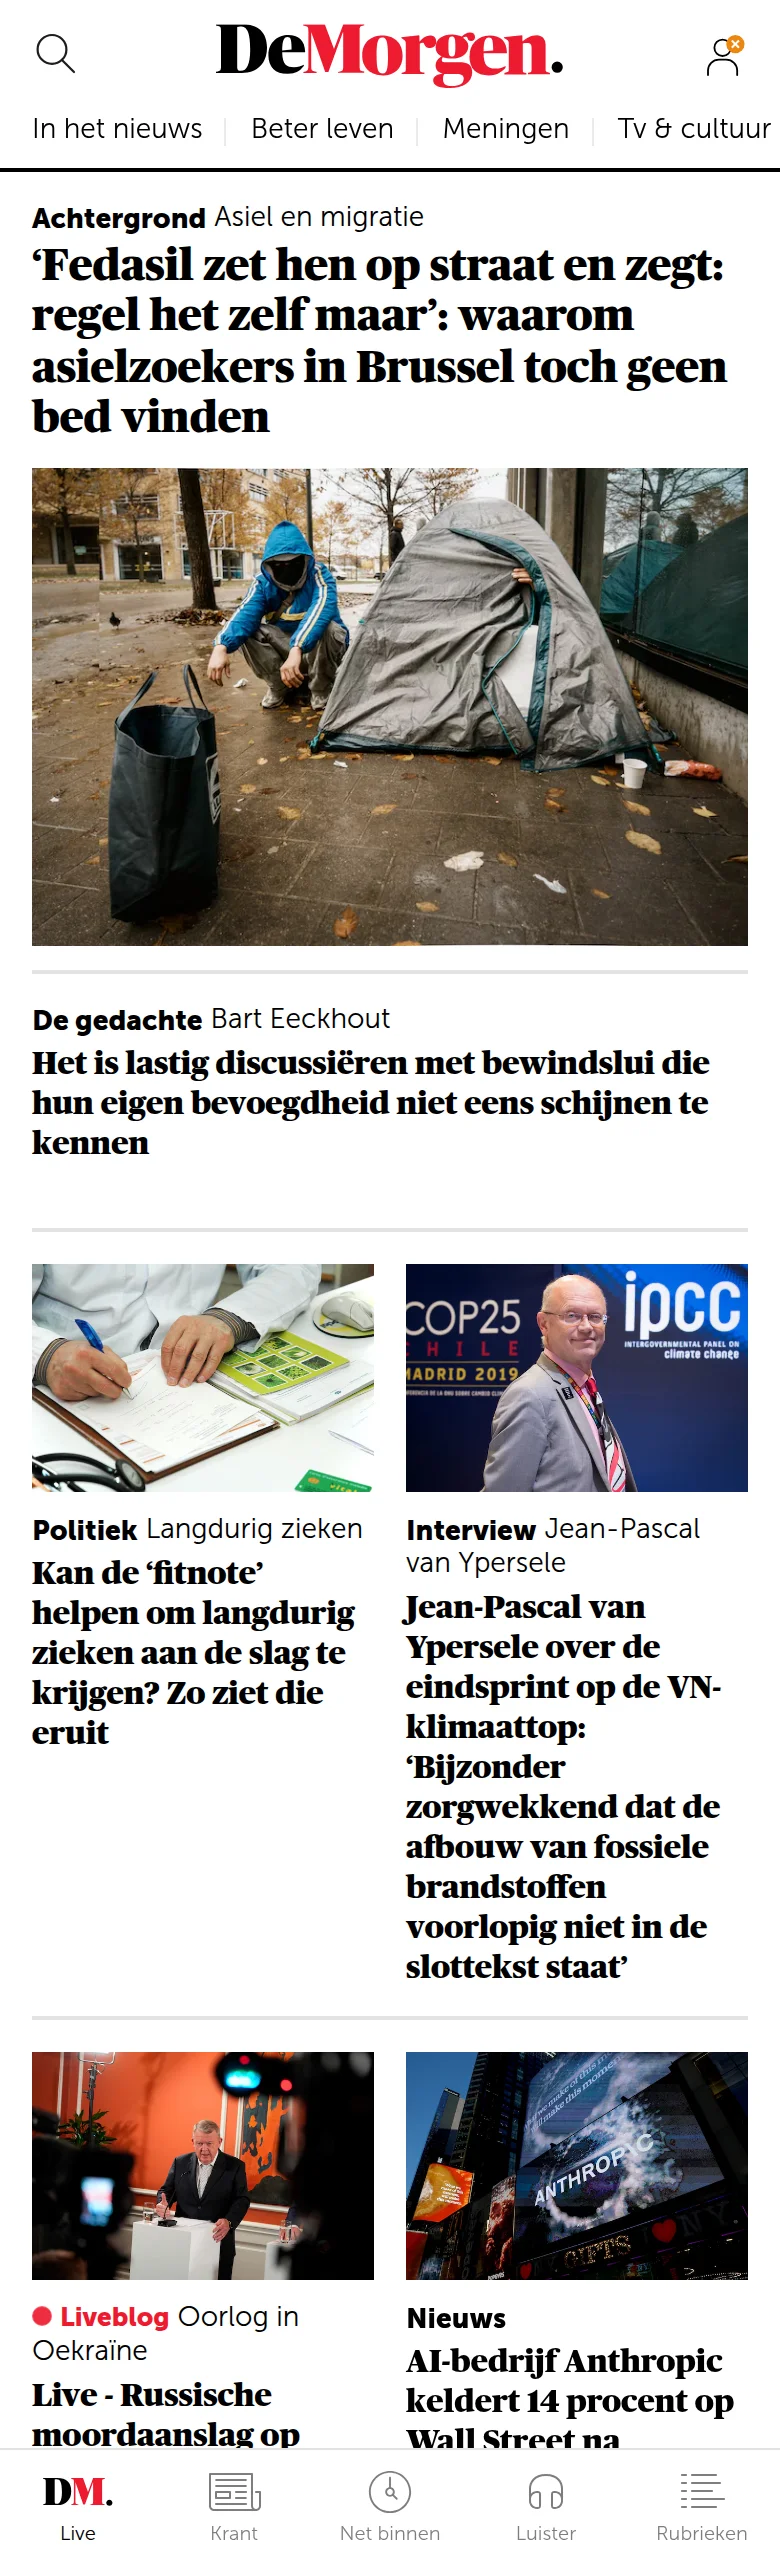 DeMorgen.
In het nieuws
Beter leven
Meningen
Tv & cultuur
Achtergrond Asiel en migratie
‘Fedasil zet hen op straat en zegt:
regel het zelf maar’: waarom
asielzoekers in Brussel toch geen
bed vinden
De gedachte Bart Eeckhout
Het is lastig discussiëren met bewindslui die
hun eigen bevoegdheid niet eens schijnen te
kennen
COP25
CHILE
MADRID 2019
ipcc
INTERGOVERNMENTAL PANEL ON
climate change
Politiek Langdurig zieken
Kan de ‘fitnote’
helpen om langdurig
zieken aan de slag te
krijgen? Zo ziet die
eruit
Interview Jean-Pascal
van Ypersele
Jean-Pascal van
Ypersele over de
eindsprint op de VN-
klimaattop:
‘Bijzonder
zorgwekkend dat de
afbouw van fossiele
brandstoffen
voorlopig niet in de
slottekst staat’
ANTHROPIC
GIFTS
NY
Liveblog Oorlog in
Oekraïne
Live - Russische
moordaanslag op
Nieuws
AI-bedrijf Anthropic
keldert 14 procent op
Wall Street na
DM.
Live
Krant
Net binnen
Luister
Rubrieken